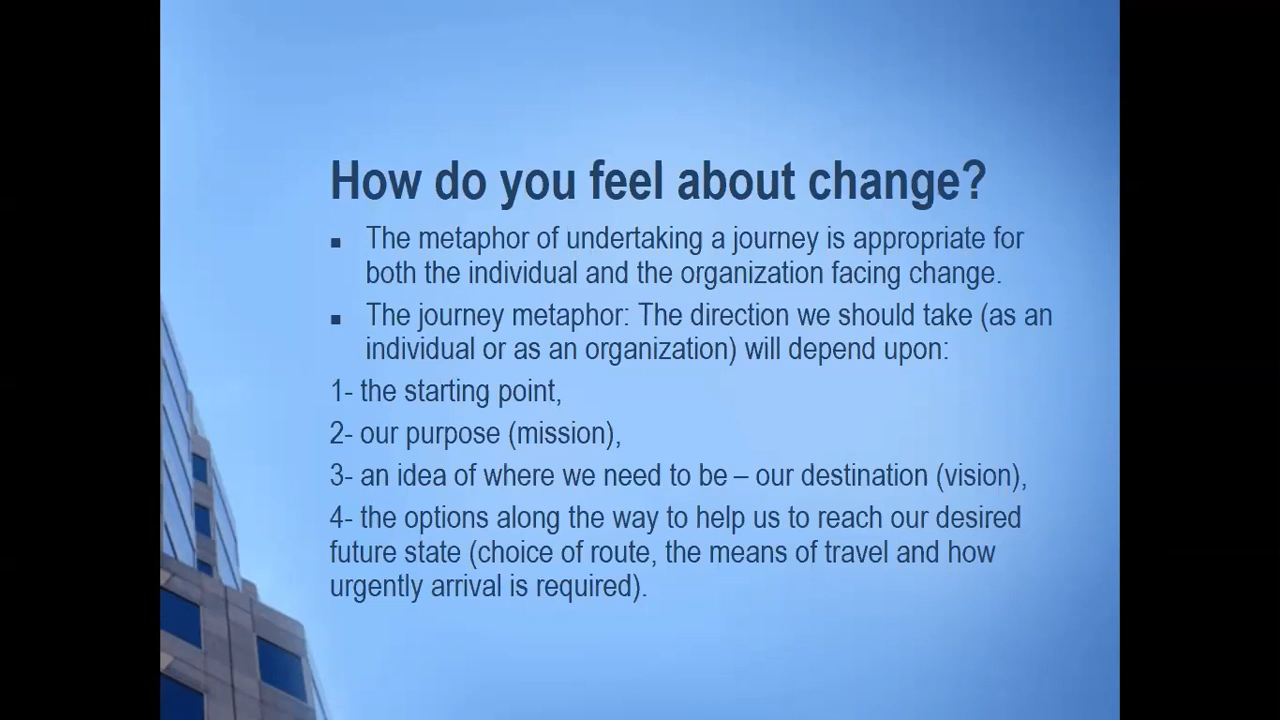 How do you feel about change?
▪ The metaphor of undertaking a journey is appropriate for
both the individual and the organization facing change.
▪ The journey metaphor: The direction we should take (as an
individual or as an organization) will depend upon:
1- the starting point,
2- our purpose (mission),
3- an idea of where we need to be – our destination (vision),
4- the options along the way to help us to reach our desired
future state (choice of route, the means of travel and how
urgently arrival is required).